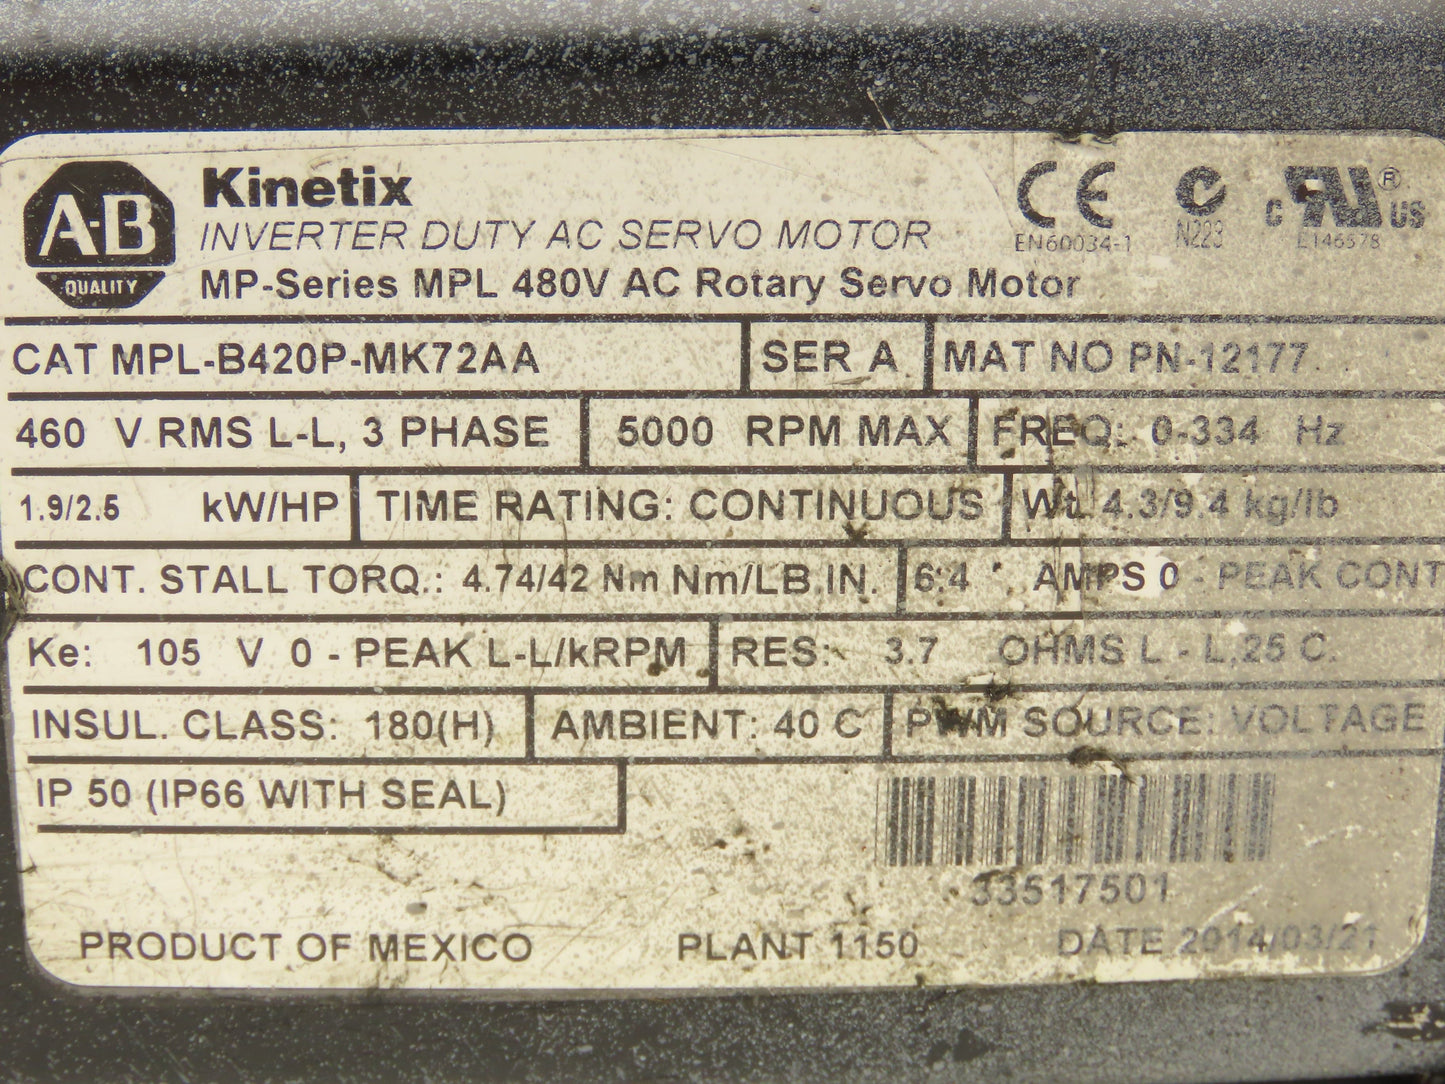 A-B
QUALITY
Kinetix
INVERTER DUTY AC SERVO MOTOR
MP-Series MPL 480V AC Rotary Servo Motor
CE
EN60034-1
N223
C UL ® US
E146578
CAT MPL-B420P-MK72AA SER A MAT NO PN-12177
460 V RMS L-L, 3 PHASE 5000 RPM MAX FREQ: 0-334 Hz
1.9/2.5 kW/HP TIME RATING: CONTINUOUS Wt. 4.3/9.4 kg/lb
CONT. STALL TORQ.: 4.74/42 Nm Nm/LB.IN. 6.4 AMPS 0 - PEAK CONT
Ke: 105 V 0 - PEAK L-L/kRPM RES: 3.7 OHMS L - L,25 C.
INSUL. CLASS: 180(H) AMBIENT: 40 C PWM SOURCE: VOLTAGE
IP 50 (IP66 WITH SEAL)
33517501
PRODUCT OF MEXICO PLANT 1150 DATE 2014/03/21